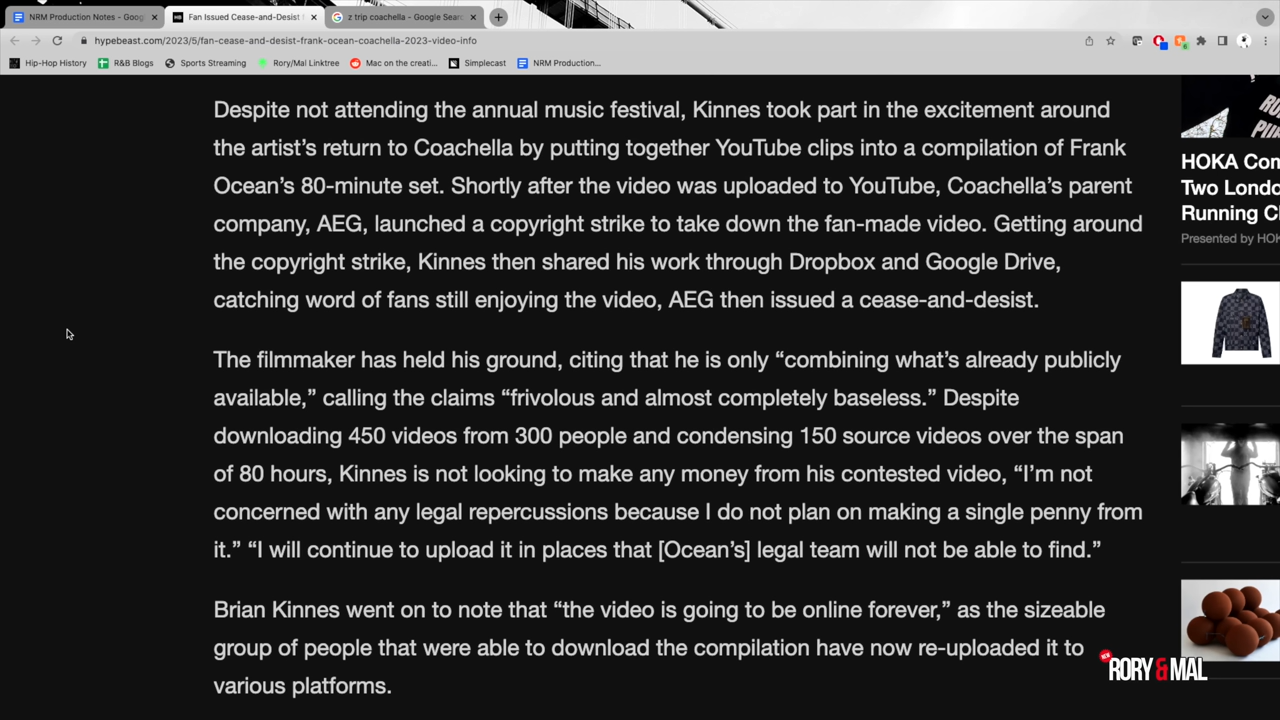 NRM Production Notes - Googl
Fan Issued Cease-and-Desist F
z trip coachella - Google Sear
hypebeast.com/2023/5/fan-cease-and-desist-frank-ocean-coachella-2023-video-info
Hip-Hop History
R&B Blogs
Sports Streaming
Rory/Mal Linktree
Mac on the creati...
Simplecast
NRM Production...
Despite not attending the annual music festival, Kinnes took part in the excitement around
the artist’s return to Coachella by putting together YouTube clips into a compilation of Frank
Ocean’s 80-minute set. Shortly after the video was uploaded to YouTube, Coachella’s parent
company, AEG, launched a copyright strike to take down the fan-made video. Getting around
the copyright strike, Kinnes then shared his work through Dropbox and Google Drive,
catching word of fans still enjoying the video, AEG then issued a cease-and-desist.
The filmmaker has held his ground, citing that he is only “combining what’s already publicly
available,” calling the claims “frivolous and almost completely baseless.” Despite
downloading 450 videos from 300 people and condensing 150 source videos over the span
of 80 hours, Kinnes is not looking to make any money from his contested video, “I’m not
concerned with any legal repercussions because I do not plan on making a single penny from
it.” “I will continue to upload it in places that [Ocean’s] legal team will not be able to find.”
Brian Kinnes went on to note that “the video is going to be online forever,” as the sizeable
group of people that were able to download the compilation have now re-uploaded it to
various platforms.
HOKA Con
Two Londo
Running Cl
Presented by HOK
NEW
RORY & MAL